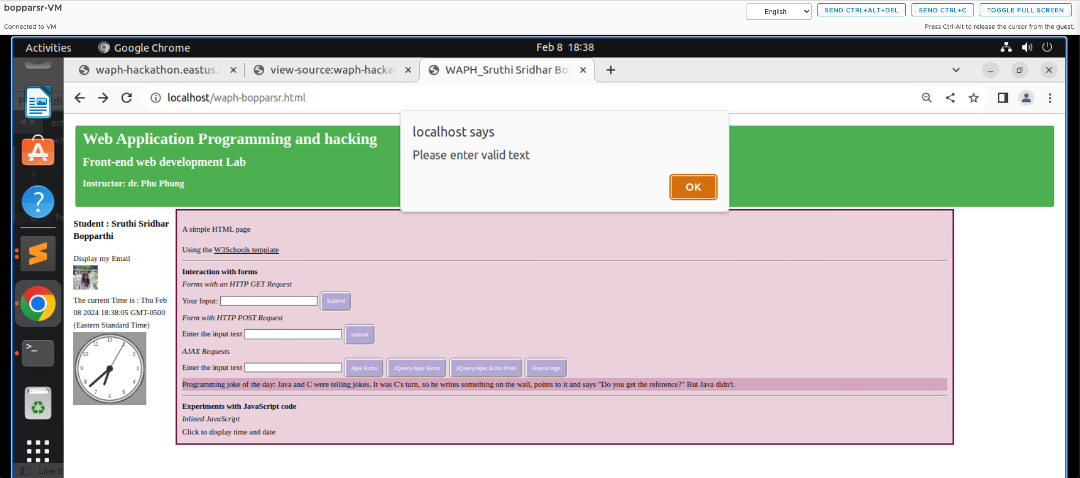 bopparsr-VM
English
SEND CTRL+ALT+DEL
SEND CTRL+C
TOGGLE FULL SCREEN
Connected to VM
Press Ctrl-Alt to release the cursor from the guest.
Activities
Google Chrome
Feb 8 18:38
waph-hackathon.eastus.
view-source:waph-hacka
WAPH_Sruthi Sridhar Bo
localhost/waph-bopparsr.html
localhost says
Please enter valid text
OK
Web Application Programming and hacking
Front-end web development Lab
Instructor: dr. Phu Phung
Student : Sruthi Sridhar
Bopparthi
Display my Email
The current Time is : Thu Feb
08 2024 18:38:05 GMT-0500
(Eastern Standard Time)
A simple HTML page
Using the W3Schools template
Interaction with forms
Forms with an HTTP GET Request
Your Input:
Submit
Form with HTTP POST Request
Enter the input text
submit
AJAX Requests
Enter the input text
Ajax Echo
JQuery Ajax Echo
JQuery Ajax Echo Post
Guess Age
Programming joke of the day: Java and C were telling jokes. It was C's turn, so he writes something on the wall, points to it and says "Do you get the reference?" But Java didn't.
Experiments with JavaScript code
Inlined JavaScript
Click to display time and date